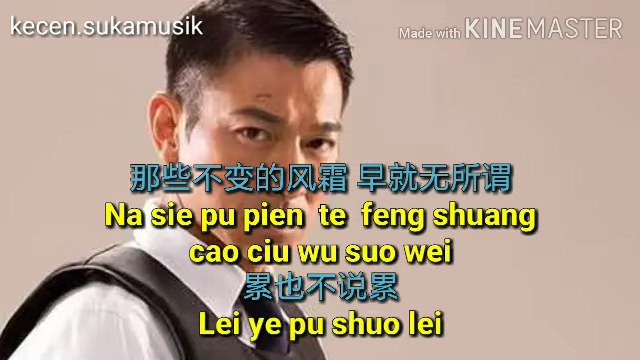 kecen.sukamusik
Made with KINEMASTER
那些不变的风霜 早就无所谓
Na sie pu pien te feng shuang
cao ciu wu suo wei
累也不说累
Lei ye pu shuo lei